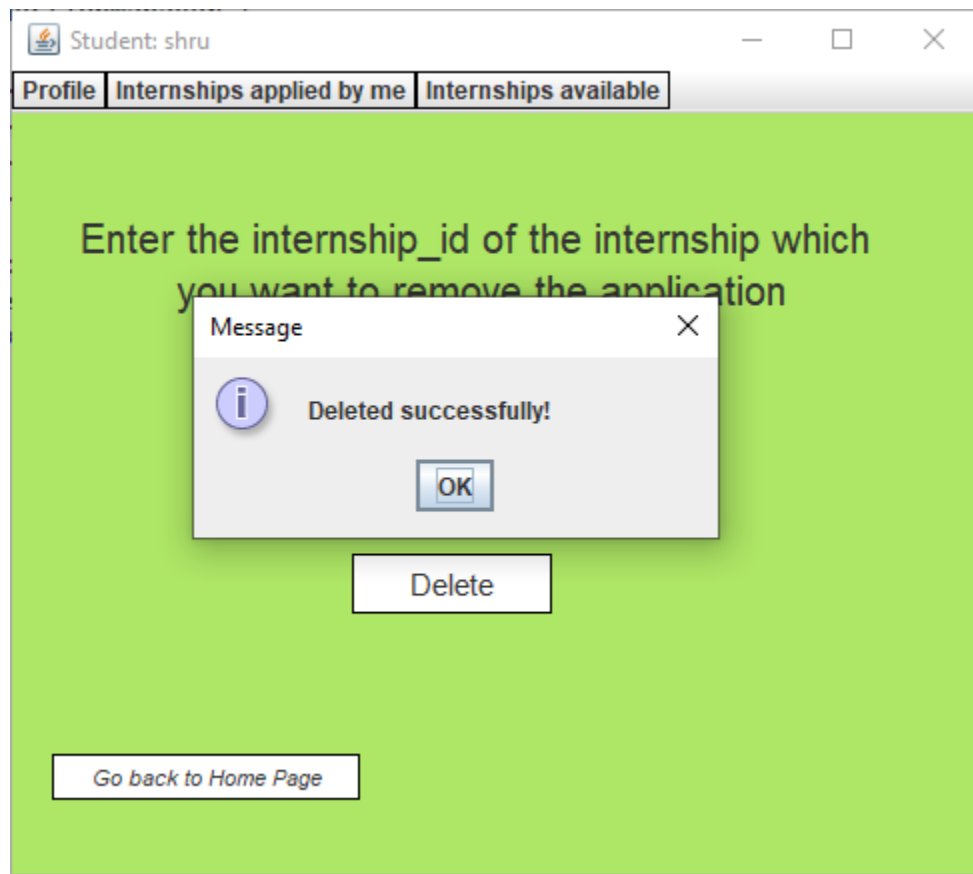 Student: shru
Profile Internships applied by me Internships available
Enter the internship_id of the internship which
you want to remove the application
Message
i
Deleted successfully!
OK
Delete
Go back to Home Page